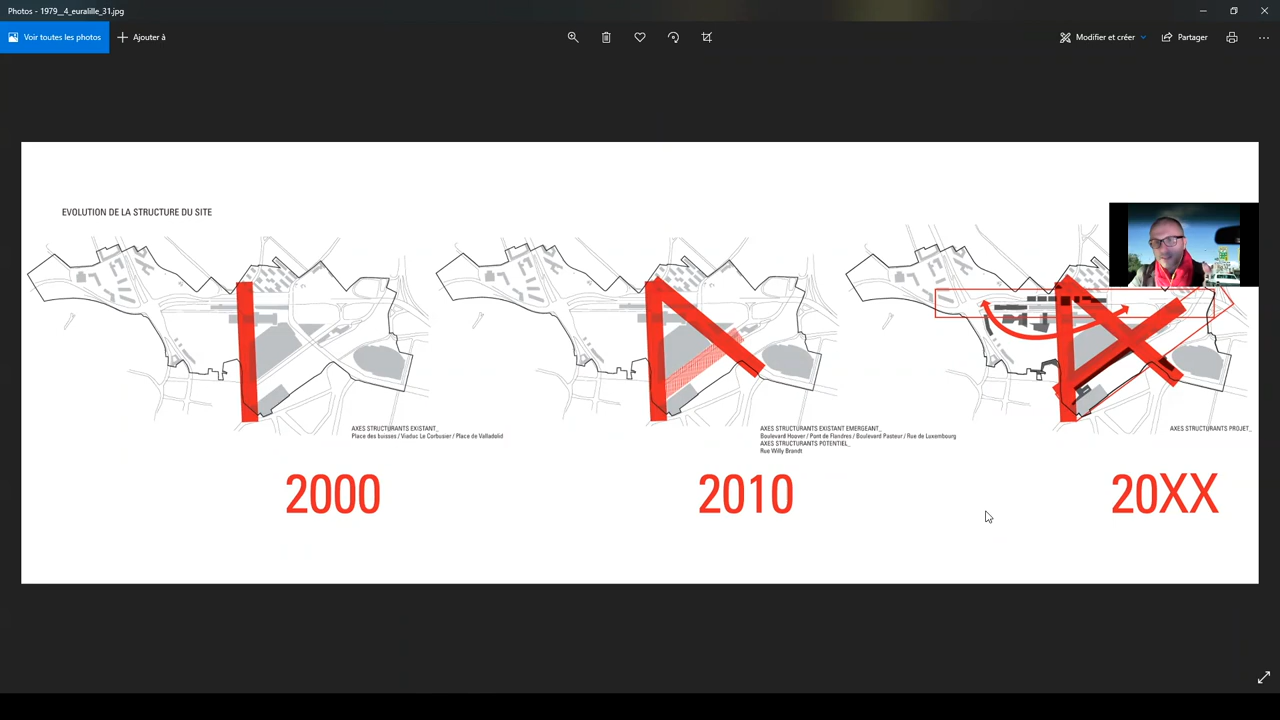 Photos - 1979__4_euralille_31.jpg
Voir toutes les photos
Ajouter à
Modifier et créer
Partager
EVOLUTION DE LA STRUCTURE DU SITE
AXES STRUCTURANTS EXISTANT_
Place des buisses / Viaduc Le Corbusier / Place de Valladolid
2000
AXES STRUCTURANTS EXISTANT EMERGEANT_
Boulevard Hoover / Pont de Flandres / Boulevard Pasteur / Rue de Luxembourg
AXES STRUCTURANTS POTENTIEL_
Rue Willy Brandt
2010
AXES STRUCTURANTS PROJET_
20XX